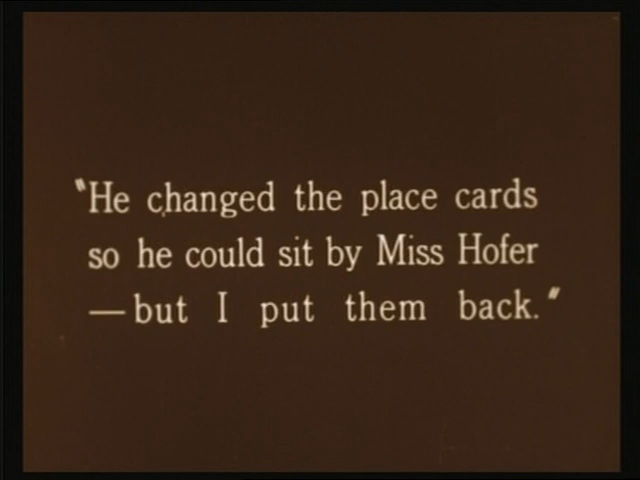 "He changed the place cards
so he could sit by Miss Hofer
—but I put them back."